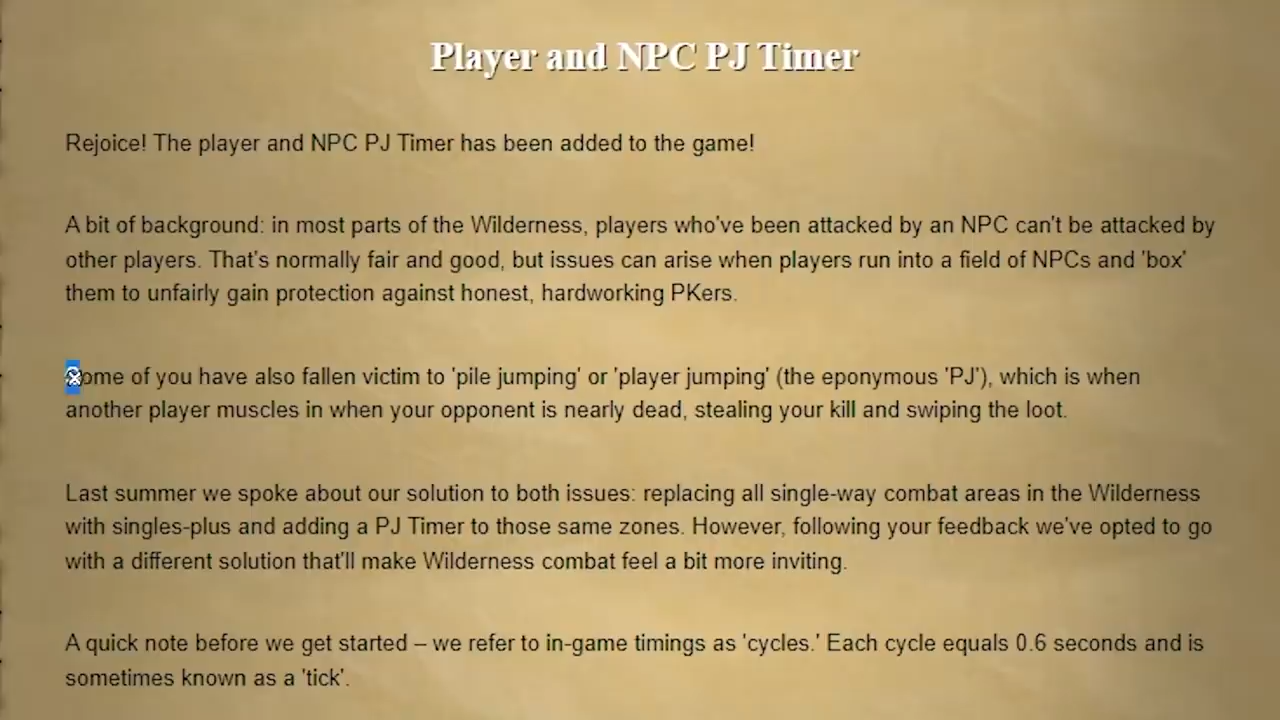 Player and NPC PJ Timer
Rejoice! The player and NPC PJ Timer has been added to the game!
A bit of background: in most parts of the Wilderness, players who've been attacked by an NPC can't be attacked by
other players. That's normally fair and good, but issues can arise when players run into a field of NPCs and 'box'
them to unfairly gain protection against honest, hardworking PKers.
Some of you have also fallen victim to 'pile jumping' or 'player jumping' (the eponymous 'PJ'), which is when
another player muscles in when your opponent is nearly dead, stealing your kill and swiping the loot.
Last summer we spoke about our solution to both issues: replacing all single-way combat areas in the Wilderness
with singles-plus and adding a PJ Timer to those same zones. However, following your feedback we've opted to go
with a different solution that'll make Wilderness combat feel a bit more inviting.
A quick note before we get started – we refer to in-game timings as 'cycles.' Each cycle equals 0.6 seconds and is
sometimes known as a 'tick'.